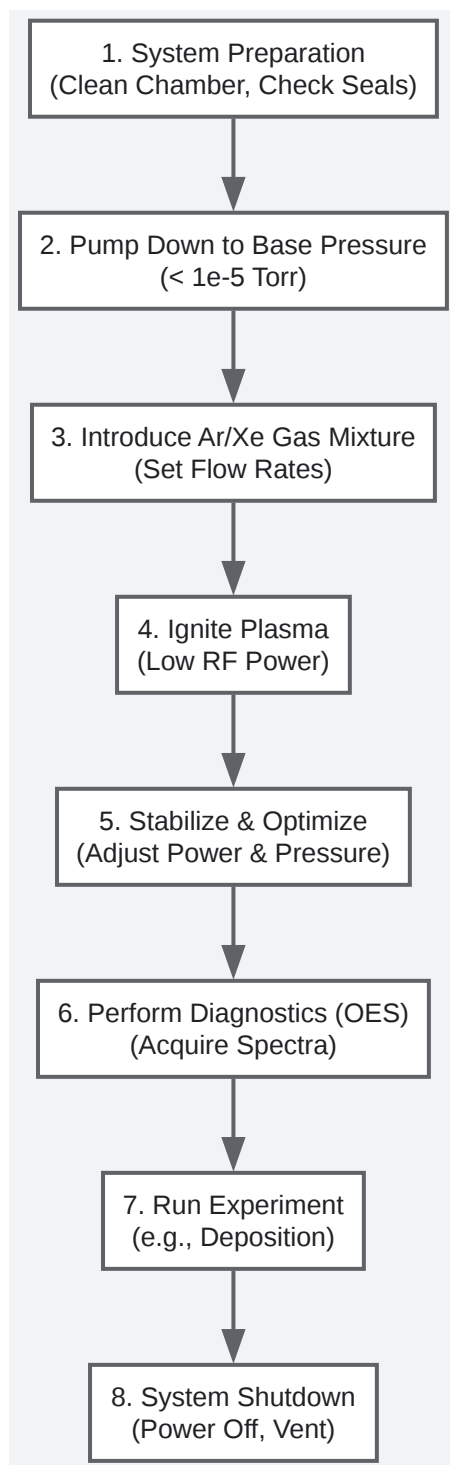 1. System Preparation
(Clean Chamber, Check Seals)
2. Pump Down to Base Pressure
(< 1e-5 Torr)
3. Introduce Ar/Xe Gas Mixture
(Set Flow Rates)
4. Ignite Plasma
(Low RF Power)
5. Stabilize & Optimize
(Adjust Power & Pressure)
6. Perform Diagnostics (OES)
(Acquire Spectra)
7. Run Experiment
(e.g., Deposition)
8. System Shutdown
(Power Off, Vent)